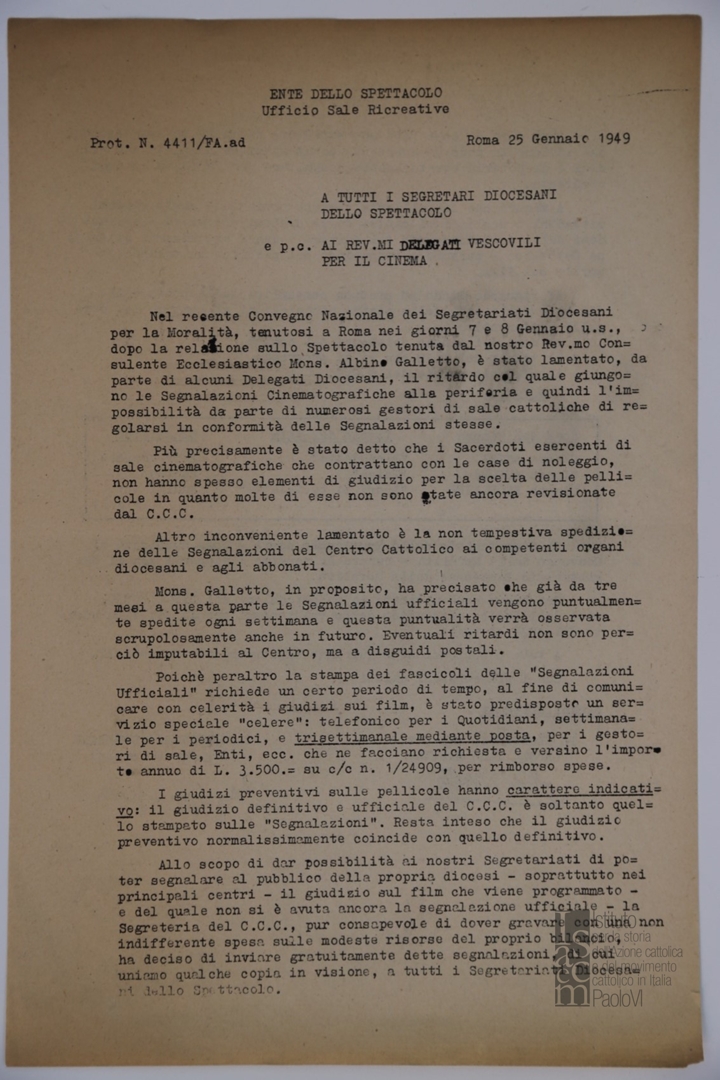 ENTE DELLO SPETTACOLO
Ufficio Sale Ricreative
Prot. N. 4411/FA.ad
Roma 25 Gennaio 1949
A TUTTI I SEGRETARI DIOCESANI
DELLO SPETTACOLO
e p.c. AI REV.MI DELEGATI VESCOVILI
PER IL CINEMA .
Nel recente Convegno Nazionale dei Segretariati Diocesani
per la Moralità, tenutosi a Roma nei giorni 7 e 8 Gennaio u.s.,
dopo la relazione sullo Spettacolo tenuta dal nostro Rev.mo Con=
sulente Ecclesiastico Mons. Albino Galletto, è stato lamentato, da
parte di alcuni Delegati Diocesani, il ritardo col quale giungo=
no le Segnalazioni Cinematografiche alla periferia e quindi l'im=
possibilità da parte di numerosi gestori di sale cattoliche di re=
golarsi in conformità delle Segnalazioni stesse.
Più precisamente è stato detto che i Sacerdoti esercenti di
sale cinematografiche che contrattano con le case di noleggio,
non hanno spesso elementi di giudizio per la scelta delle pelli=
cole in quanto molte di esse non sono state ancora revisionate
dal C.C.C.
Altro inconveniente lamentato è la non tempestiva spedizio=
ne delle Segnalazioni del Centro Cattolico ai competenti organi
diocesani e agli abbonati.
Mons. Galletto, in proposito, ha precisato che già da tre
mesi a questa parte le Segnalazioni ufficiali vengono puntualmen=
te spedite ogni settimana e questa puntualità verrà osservata
scrupolosamente anche in futuro. Eventuali ritardi non sono per=
ciò imputabili al Centro, ma a disguidi postali.
Poichè peraltro la stampa dei fascicoli delle "Segnalazioni
Ufficiali" richiede un certo periodo di tempo, al fine di comuni=
care con celerità i giudizi sui film, è stato predisposto un ser=
vizio speciale "celere": telefonico per i Quotidiani, settimana=
le per i periodici, e trisettimanale mediante posta, per i gesto=
ri di sale, Enti, ecc. che ne facciano richiesta e versino l'impor=
to annuo di L. 3.500.= su c/c n. 1/24909, per rimborso spese.
I giudizi preventivi sulle pellicole hanno carattere indicati=
vo: il giudizio definitivo e ufficiale del C.C.C. è soltanto quel=
lo stampato sulle "Segnalazioni". Resta inteso che il giudizio
preventivo normalissimamente coincide con quello definitivo.
Allo scopo di dar possibilità ai nostri Segretariati di po=
ter segnalare al pubblico della propria diocesi - soprattutto nei
principali centri - il giudizio sul film che viene programmato -
e del quale non si è avuta ancora la segnalazione ufficiale - la
Segreteria del C.C.C., pur consapevole di dover gravare con una non
indifferente spesa sulle modeste risorse del proprio bilancio,
ha deciso di inviare gratuitamente dette segnalazioni, di cui
uniamo qualche copia in visione, a tutti i Segretariati Diocesa=
ni dello Spettacolo.
Istituto
per la storia
dell'azione cattolica
e del movimento
cattolico in Italia
PaoloVI